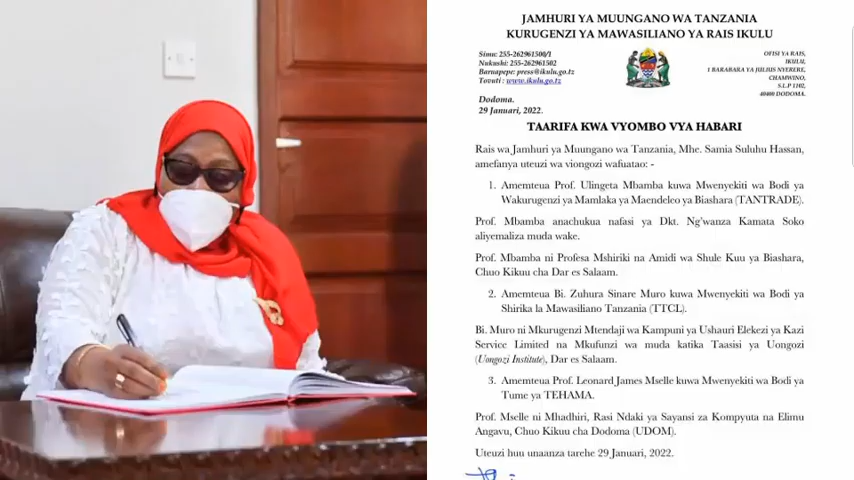 JAMHURI YA MUUNGANO WA TANZANIA
KURUGENZI YA MAWASILIANO YA RAIS IKULU
Simu: 255-262961500/1
Nukushi: 255-262961502
Baruapepe: press@ikulu.go.tz
Tovuti : www.ikulu.go.tz
OFISI YA RAIS,
IKULU,
1 BARABARA YA JULIUS NYERERE,
CHAMWINO,
S.L.P 1102,
40400 DODOMA.
Dodoma.
29 Januari, 2022.
TAARIFA KWA VYOMBO VYA HABARI
Rais wa Jamhuri ya Muungano wa Tanzania, Mhe. Samia Suluhu Hassan,
amefanya uteuzi wa viongozi wafuatao: -
1. Amemteua Prof. Ulingeta Mbamba kuwa Mwenyekiti wa Bodi ya
Wakurugenzi ya Mamlaka ya Maendeleo ya Biashara (TANTRADE).
Prof. Mbamba anachukua nafasi ya Dkt. Ng'wanza Kamata Soko
aliyemaliza muda wake.
Prof. Mbamba ni Profesa Mshiriki na Amidi wa Shule Kuu ya Biashara,
Chuo Kikuu cha Dar es Salaam.
2. Amemteua Bi. Zuhura Sinare Muro kuwa Mwenyekiti wa Bodi ya
Shirika la Mawasiliano Tanzania (TTCL).
Bi. Muro ni Mkurugenzi Mtendaji wa Kampuni ya Ushauri Elekezi ya Kazi
Service Limited na Mkufunzi wa muda katika Taasisi ya Uongozi
(Uongozi Institute), Dar es Salaam.
3. Amemteua Prof. Leonard James Mselle kuwa Mwenyekiti wa Bodi ya
Tume ya TEHAMA.
Prof. Mselle ni Mhadhiri, Rasi Ndaki ya Sayansi za Kompyuta na Elimu
Angavu, Chuo Kikuu cha Dodoma (UDOM).
Uteuzi huu unaanza tarehe 29 Januari, 2022.